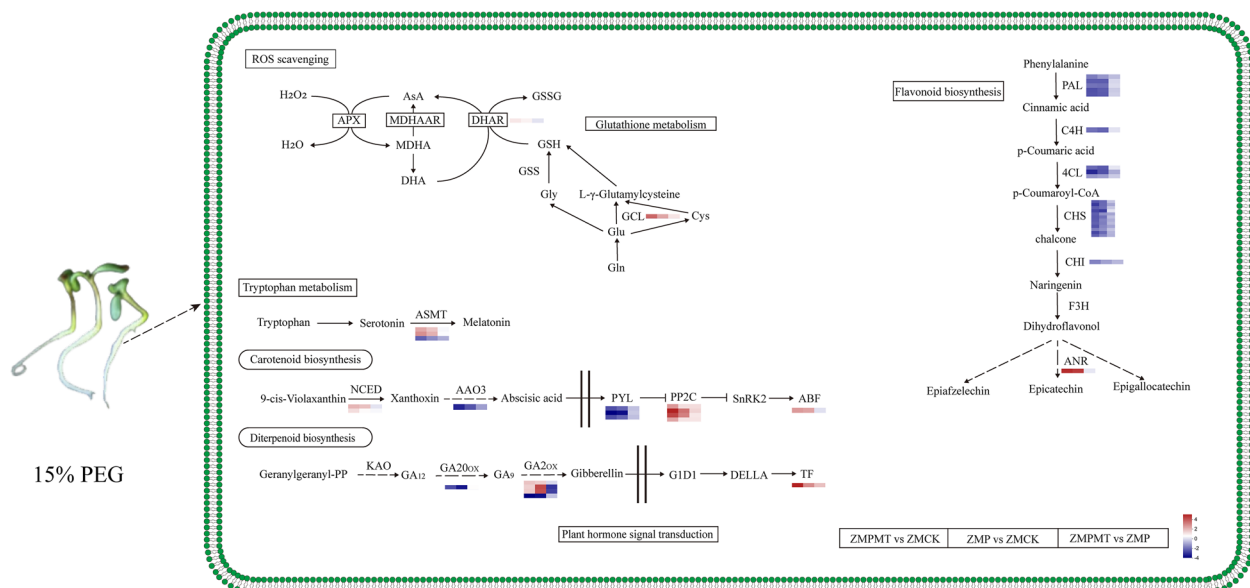 ROS scavenging
H2O2
AsA
GSSG
APX
MDHAAR
DHAR
Glutathione metabolism
H2O
MDHA
GSH
DHA
GSS
Gly
L-γ-Glutamylcysteine
GCL
Cys
Glu
Gln
Flavonoid biosynthesis
Phenylalanine
PAL
Cinnamic acid
C4H
p-Coumaric acid
4CL
p-Coumaroyl-CoA
CHS
chalcone
CHI
Naringenin
F3H
Dihydroflavonol
ANR
Epiafzelechin
Epicatechin
Epigallocatechin
Tryptophan metabolism
Tryptophan
Serotonin
ASMT
Melatonin
Carotenoid biosynthesis
9-cis-Violaxanthin
NCED
Xanthoxin
AAO3
Abscisic acid
PYL
PP2C
SnRK2
ABF
Diterpenoid biosynthesis
Geranylgeranyl-PP
KAO
GA12
GA20OX
GA9
GA2OX
Gibberellin
G1D1
DELLA
TF
Plant hormone signal transduction
15% PEG
ZMPMT vs ZMCK
ZMP vs ZMCK
ZMPMT vs ZMP
4
2
0
-2
-4